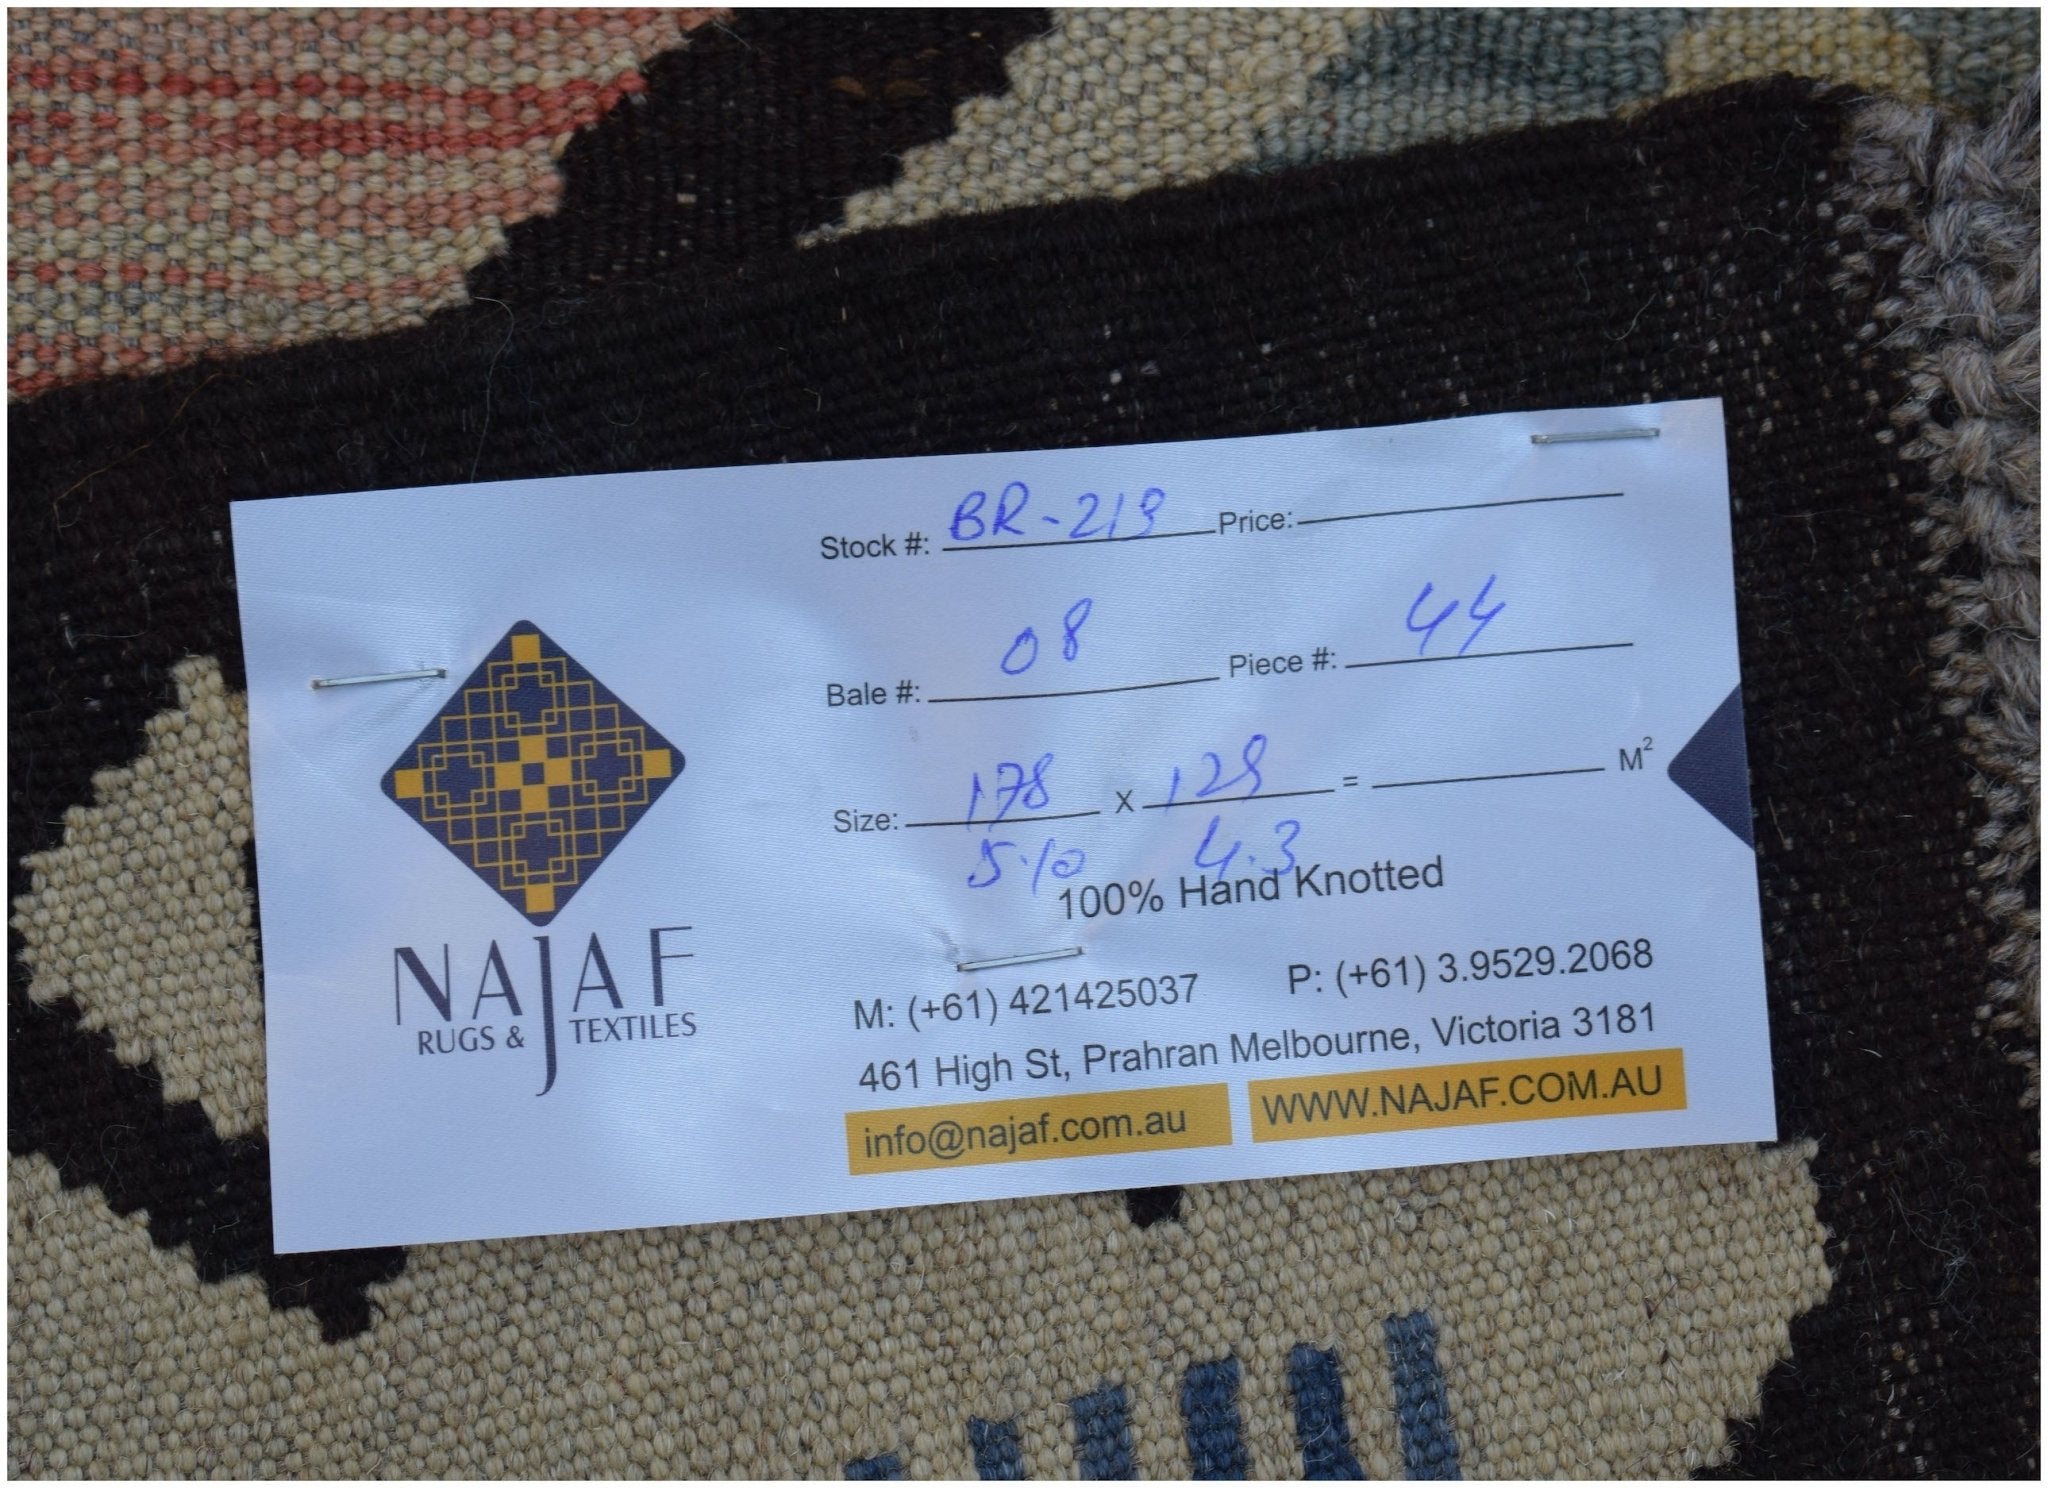 Stock #: BR-219 Price:
Bale #: 08 Piece #: 44
Size: 178 x 129 = M²
5.10 4.3
100% Hand Knotted
NAJAF
RUGS & TEXTILES
M: (+61) 421425037 P: (+61) 3.9529.2068
461 High St, Prahran Melbourne, Victoria 3181
info@najaf.com.au WWW.NAJAF.COM.AU